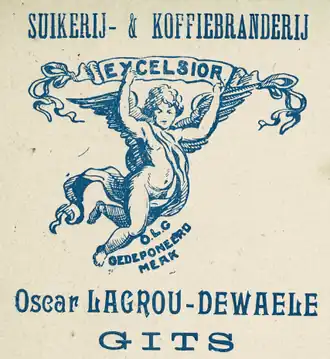 SUIKERIJ- & KOFFIEBRANDERIJ
EXCELSIOR
O.L.G
GEDEPONEERD
MERK
Oscar LAGROU-DEWAELE
GITS